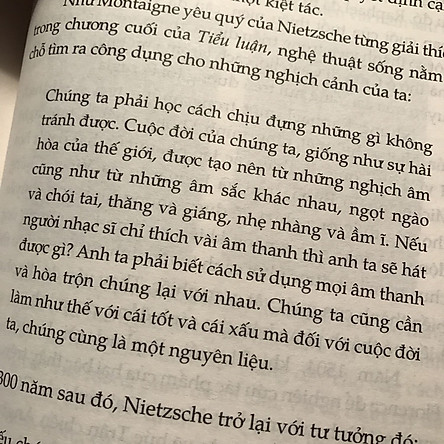 kiệt tác.
Như Montaigne yêu quý của Nietzsche từng giải thí
trong chương cuối của Tiểu luận, nghệ thuật sống nằm
chỗ tìm ra công dụng cho những nghịch cảnh của ta:
Chúng ta phải học cách chịu đựng những gì không
tránh được. Cuộc đời của chúng ta, giống như sự hài
hòa của thế giới, được tạo nên từ những nghịch âm
cũng như từ những âm sắc khác nhau, ngọt ngào
và chói tai, thăng và giáng, nhẹ nhàng và ầm ĩ. Nếu
người nhạc sĩ chỉ thích vài âm thanh thì anh ta sẽ hát
được gì? Anh ta phải biết cách sử dụng mọi âm thanh
và hòa trộn chúng lại với nhau. Chúng ta cũng cần
làm như thế với cái tốt và cái xấu mà đối với cuộc đời
ta, chúng cùng là một nguyên liệu.
300 năm sau đó, Nietzsche trở lại với tư tưởng đó: